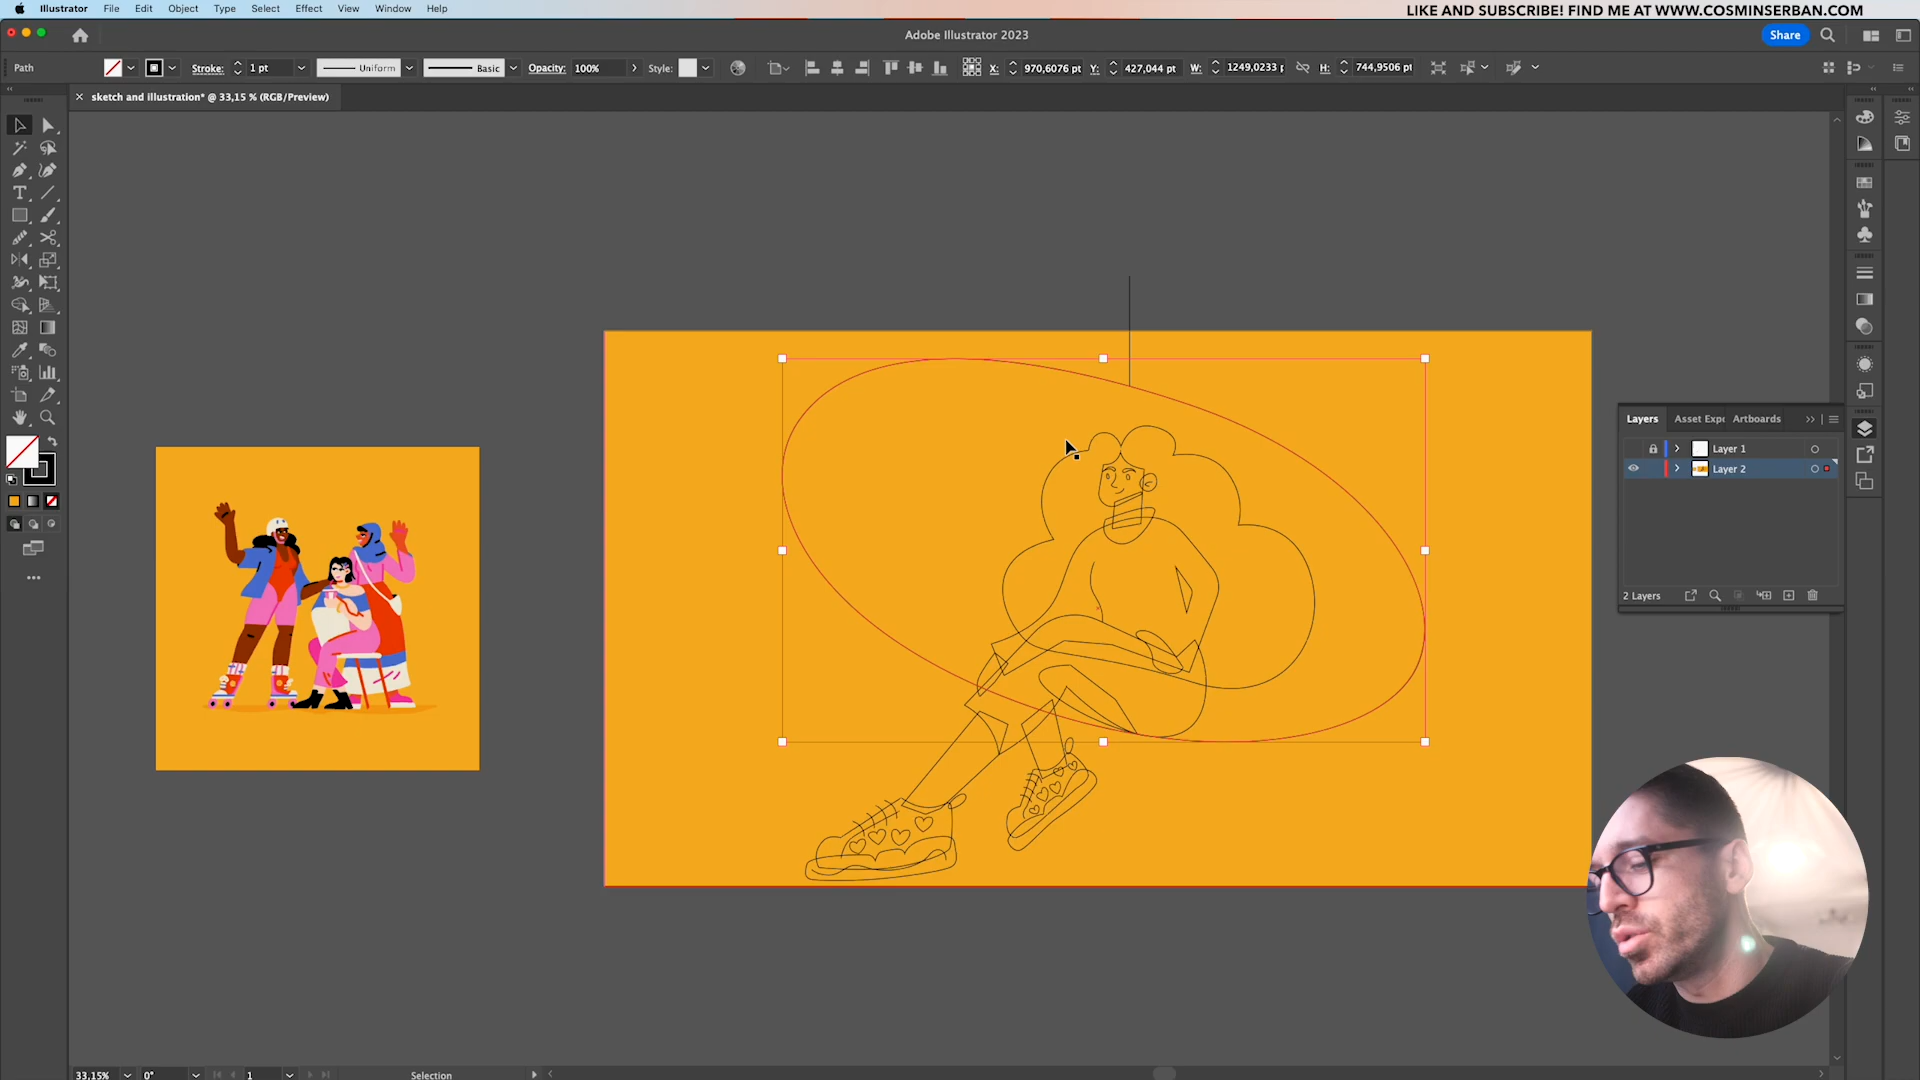 Illustrator File Edit Object Type Select Effect View Window Help
LIKE AND SUBSCRIBE! FIND ME AT WWW.COSMINSERBAN.COM
Adobe Illustrator 2023
Share
Path Stroke: 1 pt Uniform Basic Opacity: 100% Style: X: 970,6076 pt Y: 427,044 pt W: 1249,0233 H: 744,9506 pt
× sketch and illustration* @ 33,15 % (RGB/Preview)
Layers Asset Expo Artboards
Layer 1
Layer 2
2 Layers
33,15% 0° 1 Selection